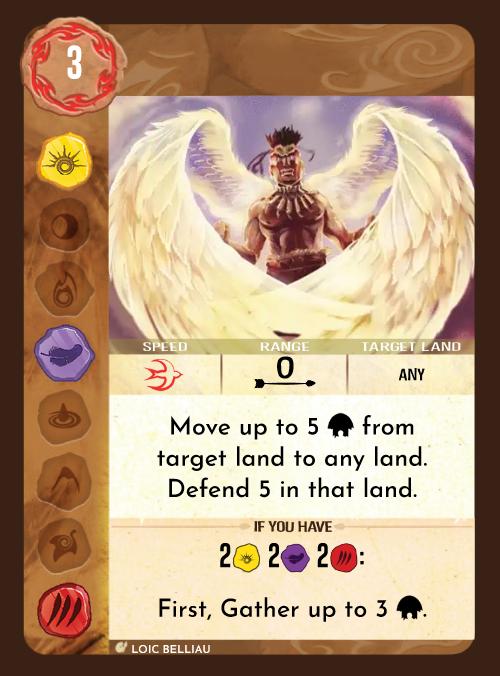 3
SPEED RANGE TARGET LAND
0 ANY
Move up to 5 from
target land to any land.
Defend 5 in that land.
IF YOU HAVE
2 2 2 :
First, Gather up to 3 .
LOIC BELLIAU